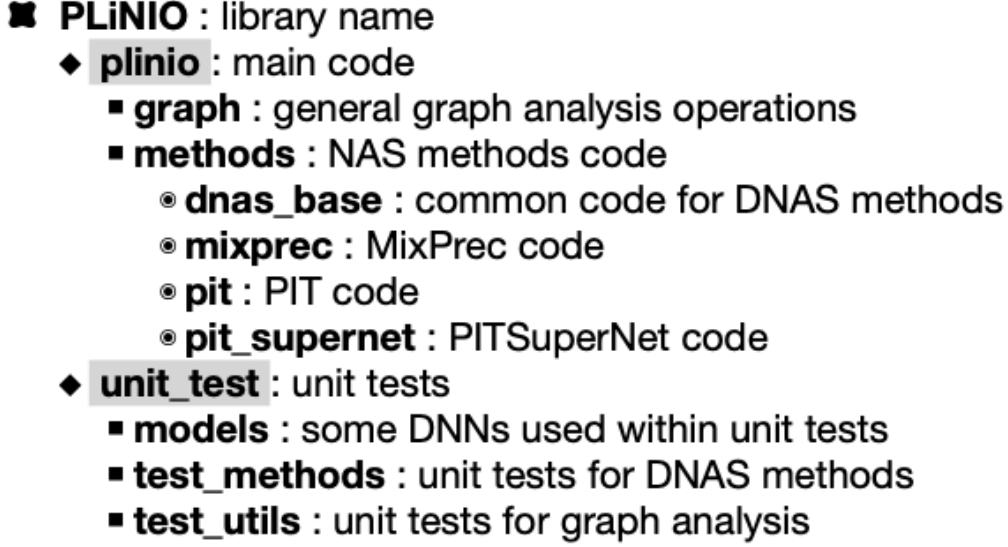 PLiNIO : library name
plinio : main code
graph : general graph analysis operations
methods : NAS methods code
dnas_base : common code for DNAS methods
mixprec : MixPrec code
pit : PIT code
pit_supernet : PITSuperNet code
unit_test : unit tests
models : some DNNs used within unit tests
test_methods : unit tests for DNAS methods
test_utils : unit tests for graph analysis